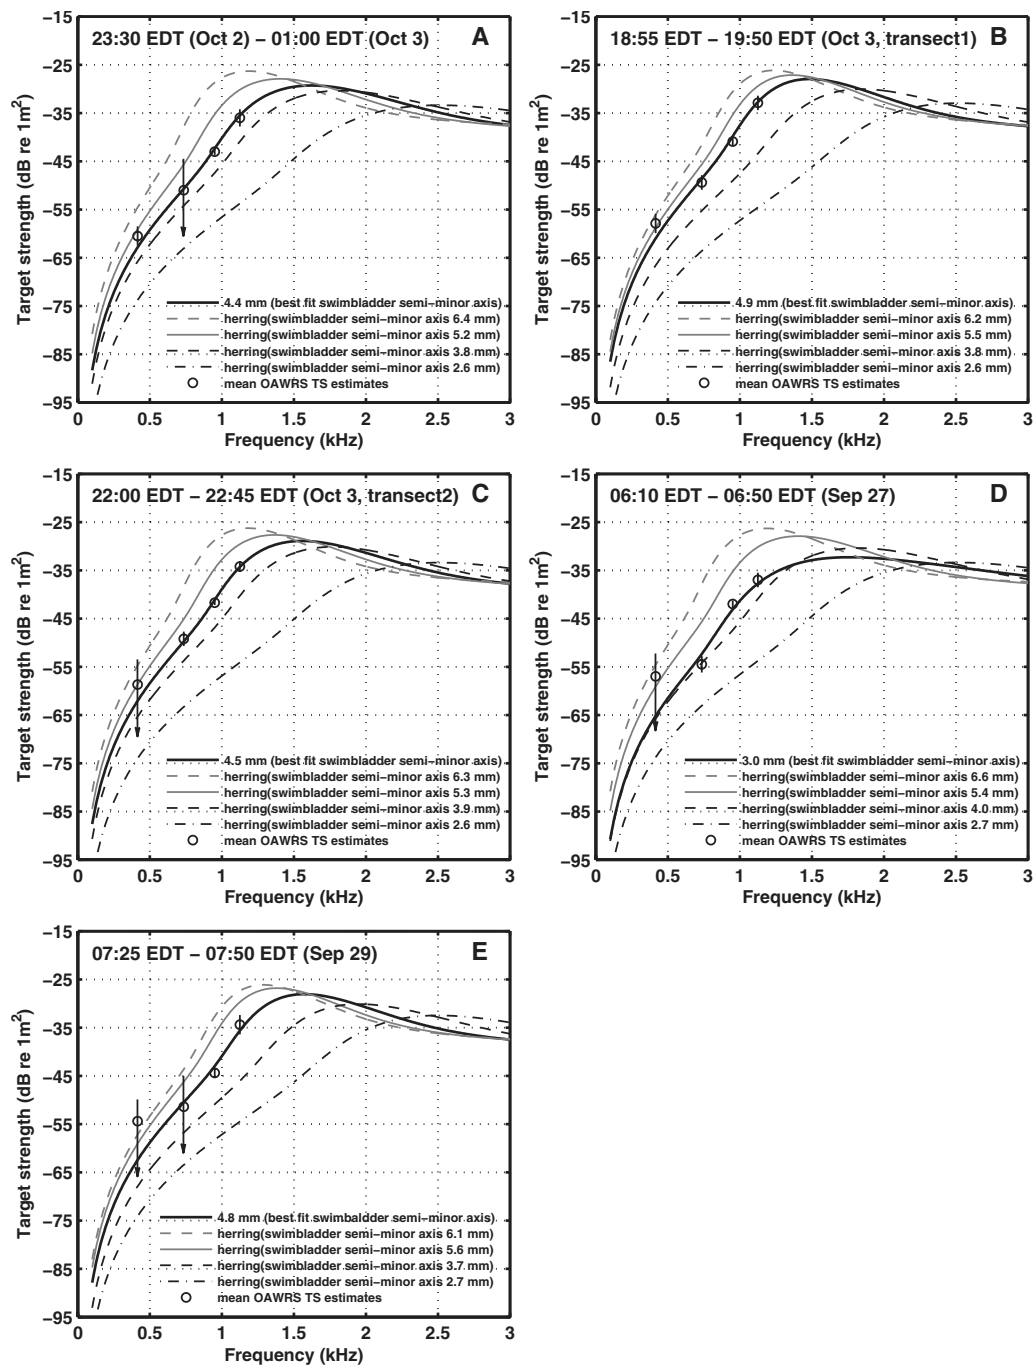 23:30 EDT (Oct 2) – 01:00 EDT (Oct 3) A
Target strength (dB re 1m²)
−15
−25
−35
−45
−55
−65
−75
−85
−95
4.4 mm (best fit swimbladder semi−minor axis)
herring(swimbladder semi−minor axis 6.4 mm)
herring(swimbladder semi−minor axis 5.2 mm)
herring(swimbladder semi−minor axis 3.8 mm)
herring(swimbladder semi−minor axis 2.6 mm)
mean OAWRS TS estimates
0 0.5 1 1.5 2 2.5 3
Frequency (kHz)
18:55 EDT – 19:50 EDT (Oct 3, transect1) B
Target strength (dB re 1m²)
−15
−25
−35
−45
−55
−65
−75
−85
−95
4.9 mm (best fit swimbladder semi−minor axis)
herring(swimbladder semi−minor axis 6.2 mm)
herring(swimbladder semi−minor axis 5.5 mm)
herring(swimbladder semi−minor axis 3.8 mm)
herring(swimbladder semi−minor axis 2.6 mm)
mean OAWRS TS estimates
0 0.5 1 1.5 2 2.5 3
Frequency (kHz)
22:00 EDT – 22:45 EDT (Oct 3, transect2) C
Target strength (dB re 1m²)
−15
−25
−35
−45
−55
−65
−75
−85
−95
4.5 mm (best fit swimbladder semi−minor axis)
herring(swimbladder semi−minor axis 6.3 mm)
herring(swimbladder semi−minor axis 5.3 mm)
herring(swimbladder semi−minor axis 3.9 mm)
herring(swimbladder semi−minor axis 2.6 mm)
mean OAWRS TS estimates
0 0.5 1 1.5 2 2.5 3
Frequency (kHz)
06:10 EDT – 06:50 EDT (Sep 27) D
Target strength (dB re 1m²)
−15
−25
−35
−45
−55
−65
−75
−85
−95
3.0 mm (best fit swimbladder semi−minor axis)
herring(swimbladder semi−minor axis 6.6 mm)
herring(swimbladder semi−minor axis 5.4 mm)
herring(swimbladder semi−minor axis 4.0 mm)
herring(swimbladder semi−minor axis 2.7 mm)
mean OAWRS TS estimates
0 0.5 1 1.5 2 2.5 3
Frequency (kHz)
07:25 EDT – 07:50 EDT (Sep 29) E
Target strength (dB re 1m²)
−15
−25
−35
−45
−55
−65
−75
−85
−95
4.8 mm (best fit swimbaldder semi−minor axis)
herring(swimbladder semi−minor axis 6.1 mm)
herring(swimbladder semi−minor axis 5.6 mm)
herring(swimbladder semi−minor axis 3.7 mm)
herring(swimbladder semi−minor axis 2.7 mm)
mean OAWRS TS estimates
0 0.5 1 1.5 2 2.5 3
Frequency (kHz)